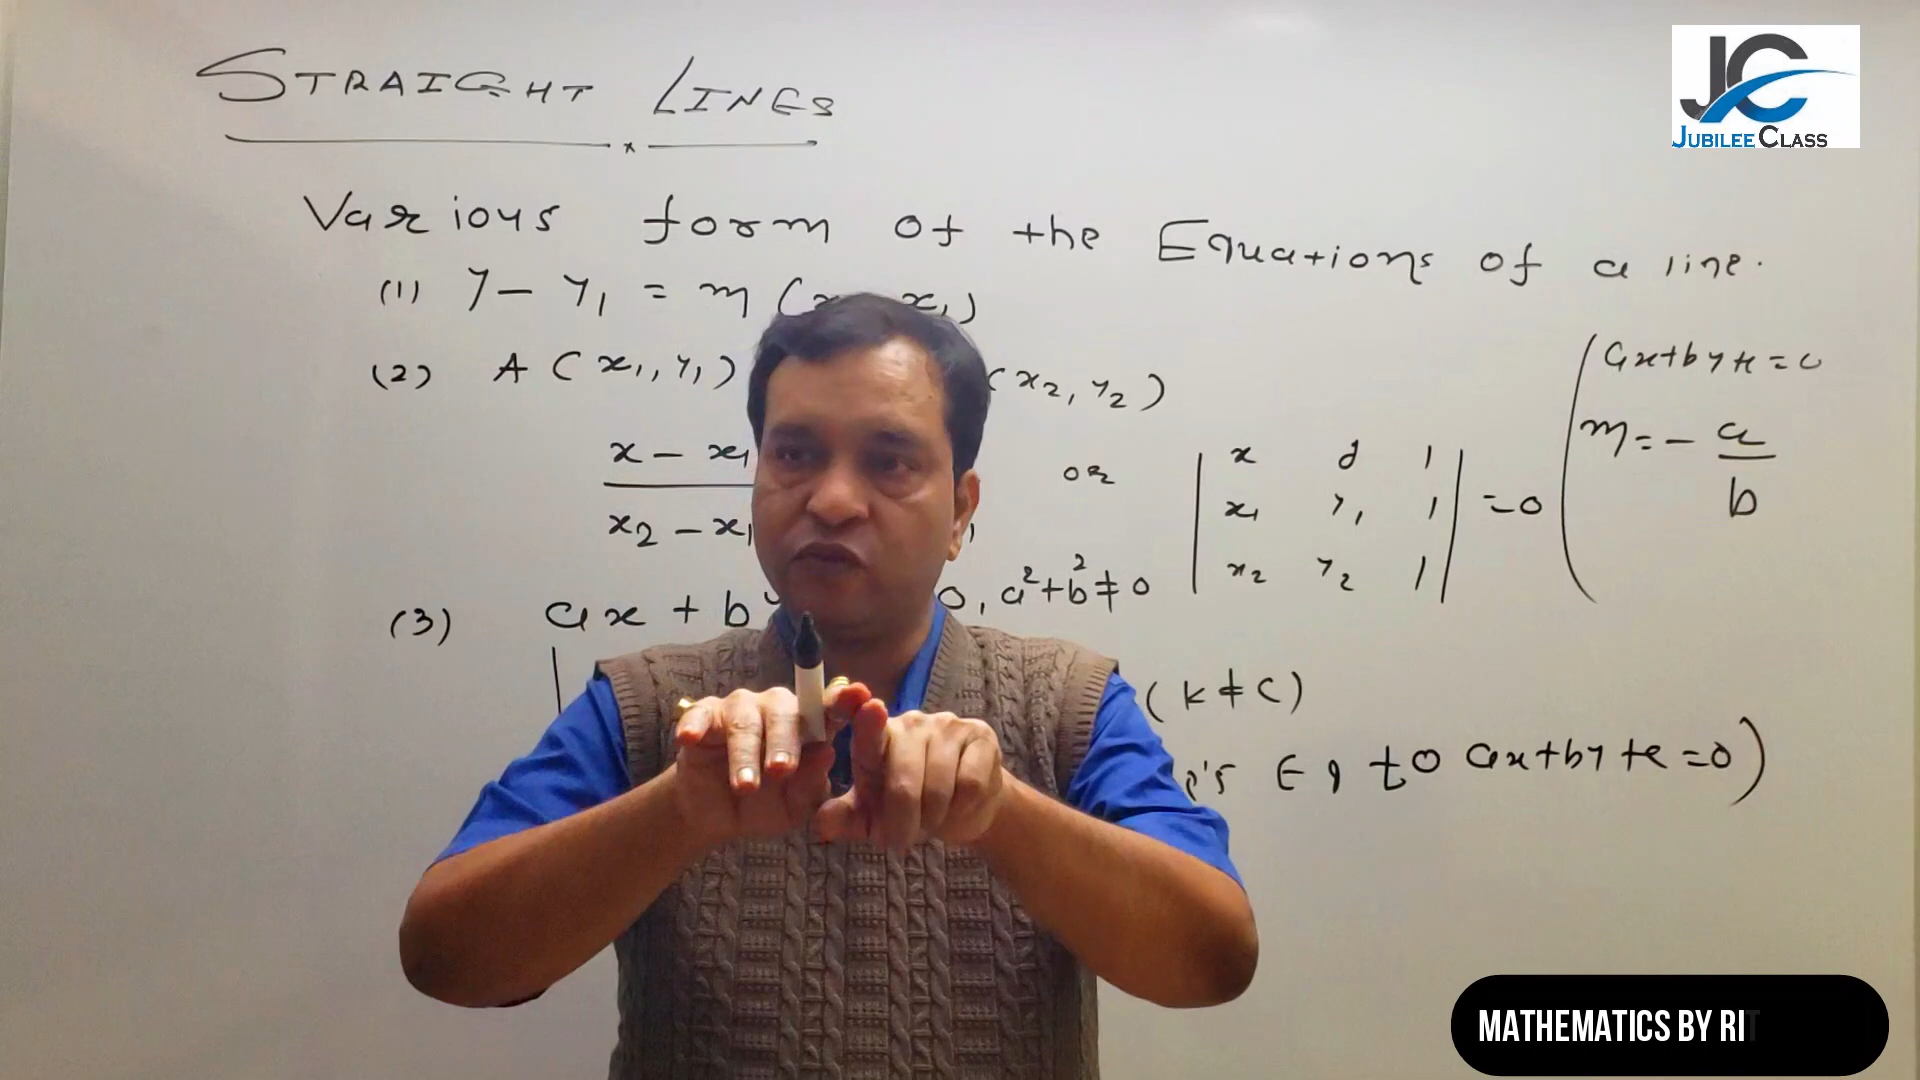 STRAIGHT LINES
Various form of the Equations of a line.
(1) y - y₁ = m ( x₁)
(2) A ( x₁, y₁ ) ( x₂, y₂ )
x - x₁
x₂ - x₁
or
x y 1
x₁ y₁ 1
x₂ y₂ 1
= 0
ax+by+c=0
m = - a/b
(3) ax + b 0, a²+b² ≠ 0
( k ≠ c )
Eq to ax+by+c=0)
JC
JUBILEE CLASS
MATHEMATICS BY